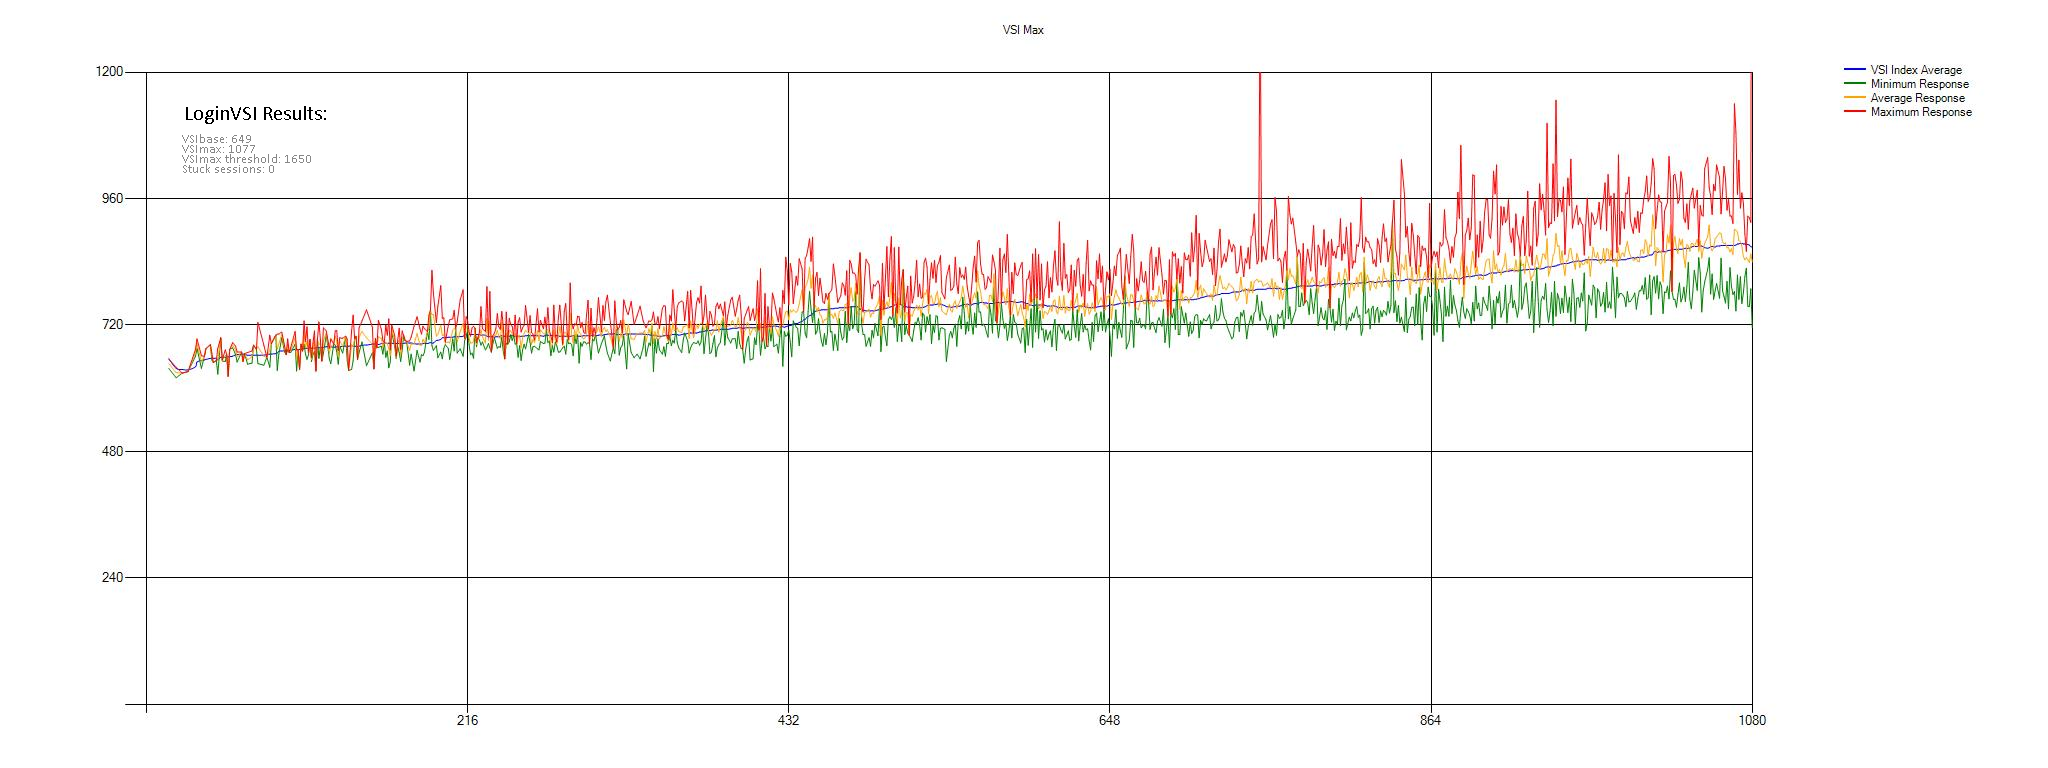 VSI Max
1200
960
720
480
240
LoginVSI Results:
VSIbase: 649
VSImax: 1077
VSImax threshold: 1650
Stuck sessions: 0
216
432
648
864
1080
VSI Index Average
Minimum Response
Average Response
Maximum Response